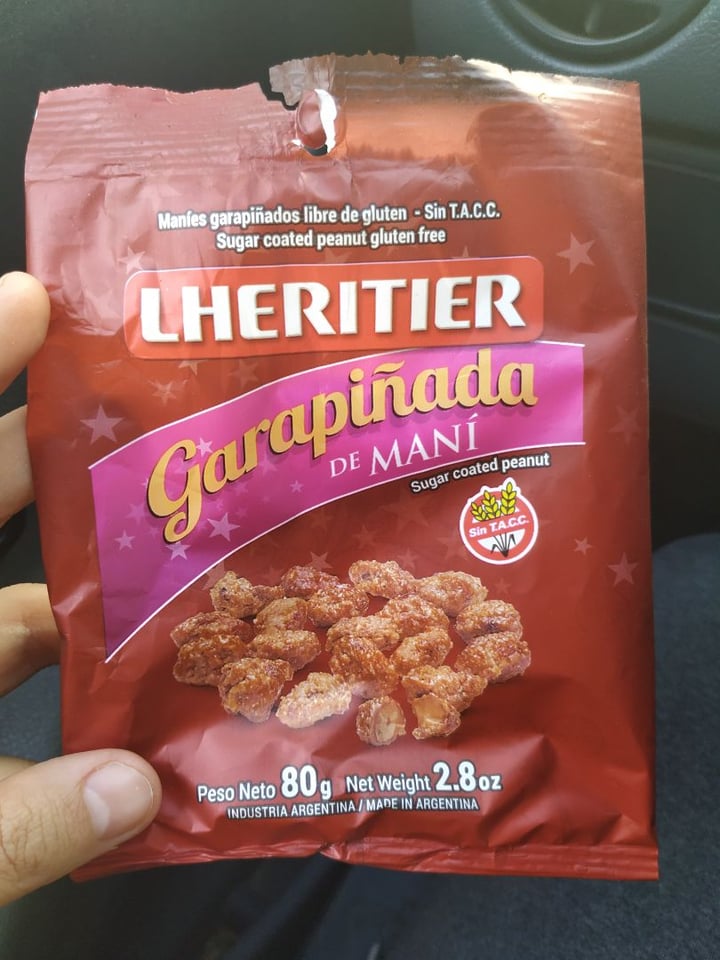 Maníes garapiñados libre de gluten - Sin T.A.C.C.
Sugar coated peanut gluten free
LHERITIER
Garapiñada
DE MANÍ
Sugar coated peanut
Sin T.A.C.C.
Peso Neto 80g Net Weight 2.8oz
INDUSTRIA ARGENTINA / MADE IN ARGENTINA